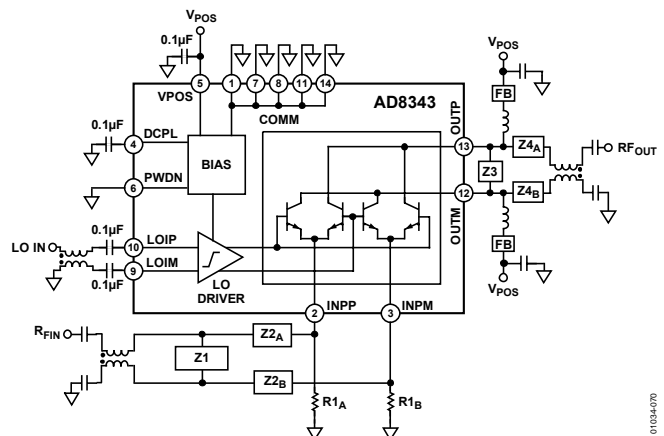 VPOS
VPOS
0.1µF
5
1
7
8
11
14
VPOS
COMM
AD8343
OUTP
FB
0.1µF
4
DCPL
BIAS
13
Z4A
RFOUT
Z3
6
PWDN
12
Z4B
OUTM
0.1µF
LO IN
10
LOIP
FB
9
LOIM
0.1µF
LO
DRIVER
VPOS
INPP
INPM
2
3
RFIN
Z2A
Z1
Z2B
R1A
R1B
01034-070